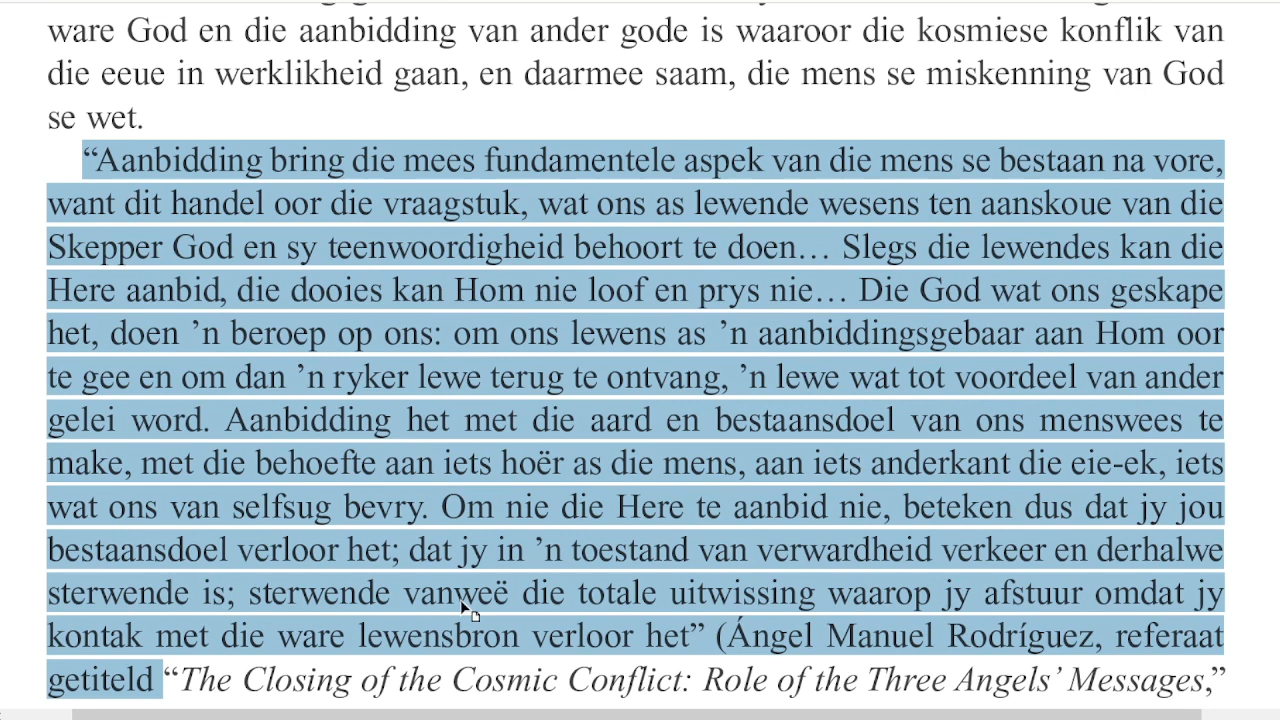 ware God en die aanbidding van ander gode is waaroor die kosmiese konflik van
die eeue in werklikheid gaan, en daarmee saam, die mens se miskenning van God
se wet.
“Aanbidding bring die mees fundamentele aspek van die mens se bestaan na vore,
want dit handel oor die vraagstuk, wat ons as lewende wesens ten aanskoue van die
Skepper God en sy teenwoordigheid behoort te doen… Slegs die lewendes kan die
Here aanbid, die dooies kan Hom nie loof en prys nie… Die God wat ons geskape
het, doen ’n beroep op ons: om ons lewens as ’n aanbiddingsgebaar aan Hom oor
te gee en om dan ’n ryker lewe terug te ontvang, ’n lewe wat tot voordeel van ander
gelei word. Aanbidding het met die aard en bestaansdoel van ons menswees te
make, met die behoefte aan iets hoër as die mens, aan iets anderkant die eie-ek, iets
wat ons van selfsug bevry. Om nie die Here te aanbid nie, beteken dus dat jy jou
bestaansdoel verloor het; dat jy in ’n toestand van verwardheid verkeer en derhalwe
sterwende is; sterwende vanweë die totale uitwissing waarop jy afstuur omdat jy
kontak met die ware lewensbron verloor het” (Ángel Manuel Rodríguez, referaat
getiteld “The Closing of the Cosmic Conflict: Role of the Three Angels’ Messages,”